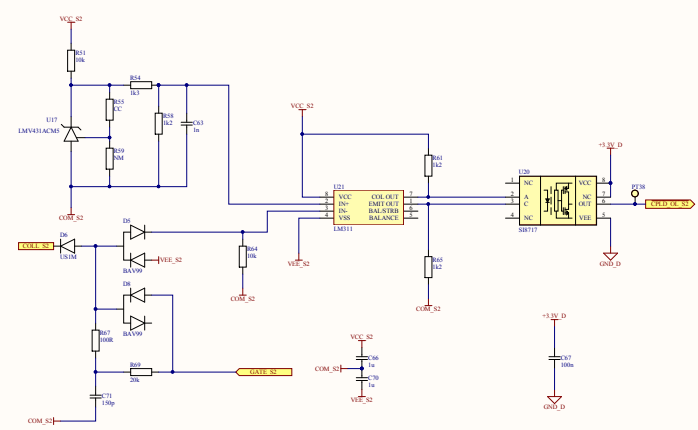 VCC_S2
R51
10k
R54
1k3
R55
CC
R58
1k2
C63
1n
U17
LMV431ACM5
R59
NM
COM_S2
VCC_S2
R61
1k2
U21
8 VCC COL OUT 7
2 IN+ EMIT OUT 1
3 IN- BAL/STRB 6
4 VSS BALANCE 5
LM311
VEE_S2
R65
1k2
COM_S2
+3.3V_D
U20
1 NC VCC 8
2 A NC 7
3 C OUT 6
4 NC VEE 5
SI8717
PT38
CPLD_OL_S2
GND_D
D5
D6
COLL_S2
US1M
VEE_S2
BAV99
R64
10k
COM_S2
D8
BAV99
R67
100R
R69
20k
GATE_S2
C71
150p
COM_S2
VCC_S2
C66
1u
COM_S2
C70
1u
VEE_S2
+3.3V_D
C67
100n
GND_D